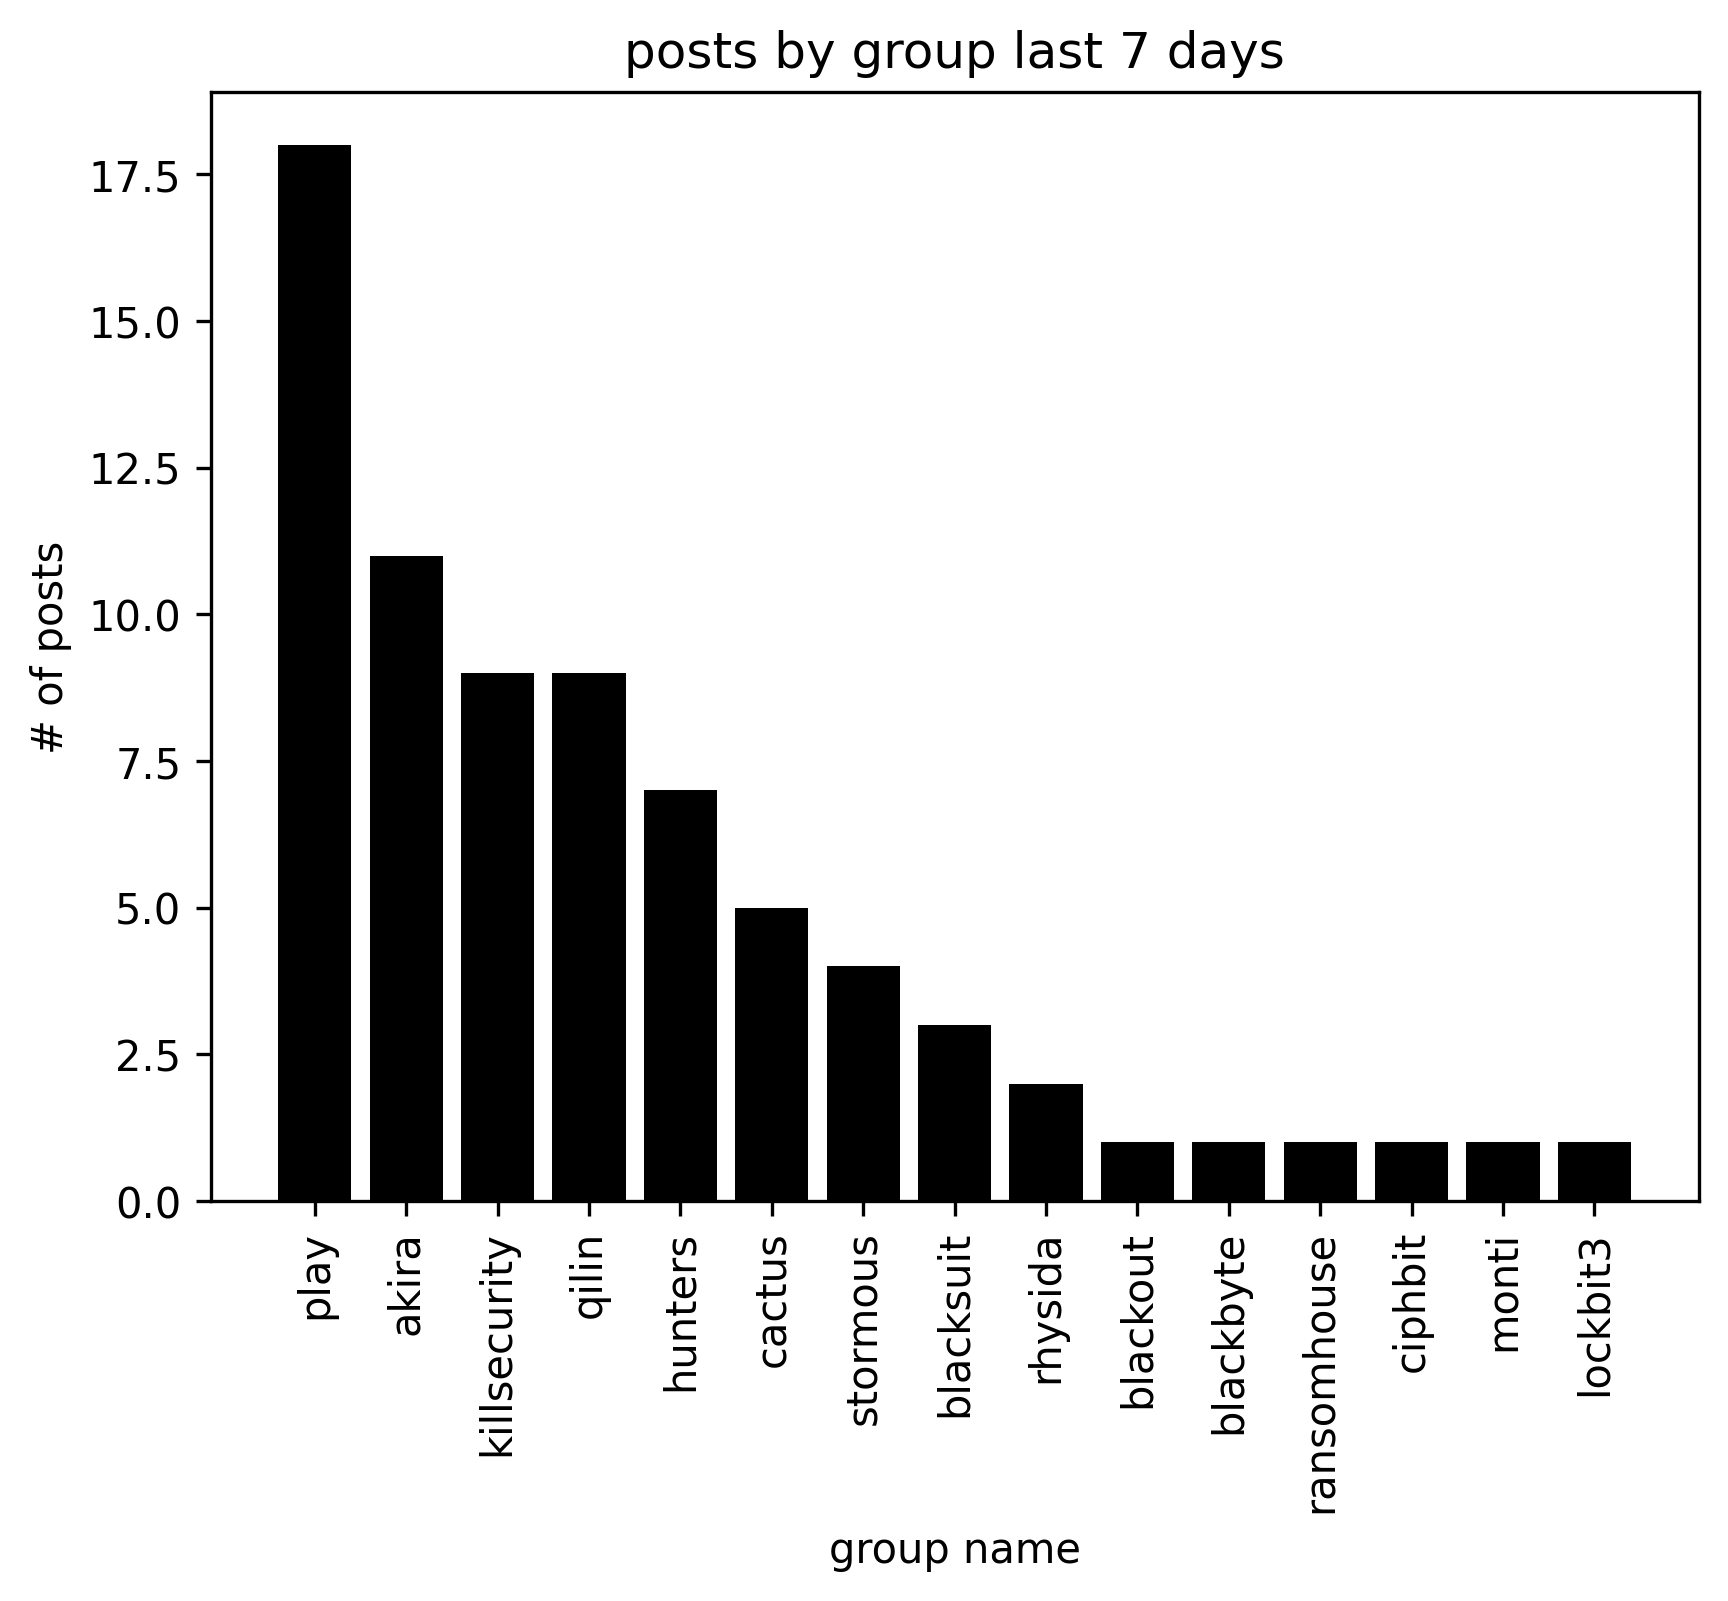 posts by group last 7 days
17.5
15.0
12.5
10.0
7.5
5.0
2.5
0.0
# of posts
play
akira
killsecurity
qilin
hunters
cactus
stormous
blacksuit
rhysida
blackout
blackbyte
ransomhouse
ciphbit
monti
lockbit3
group name